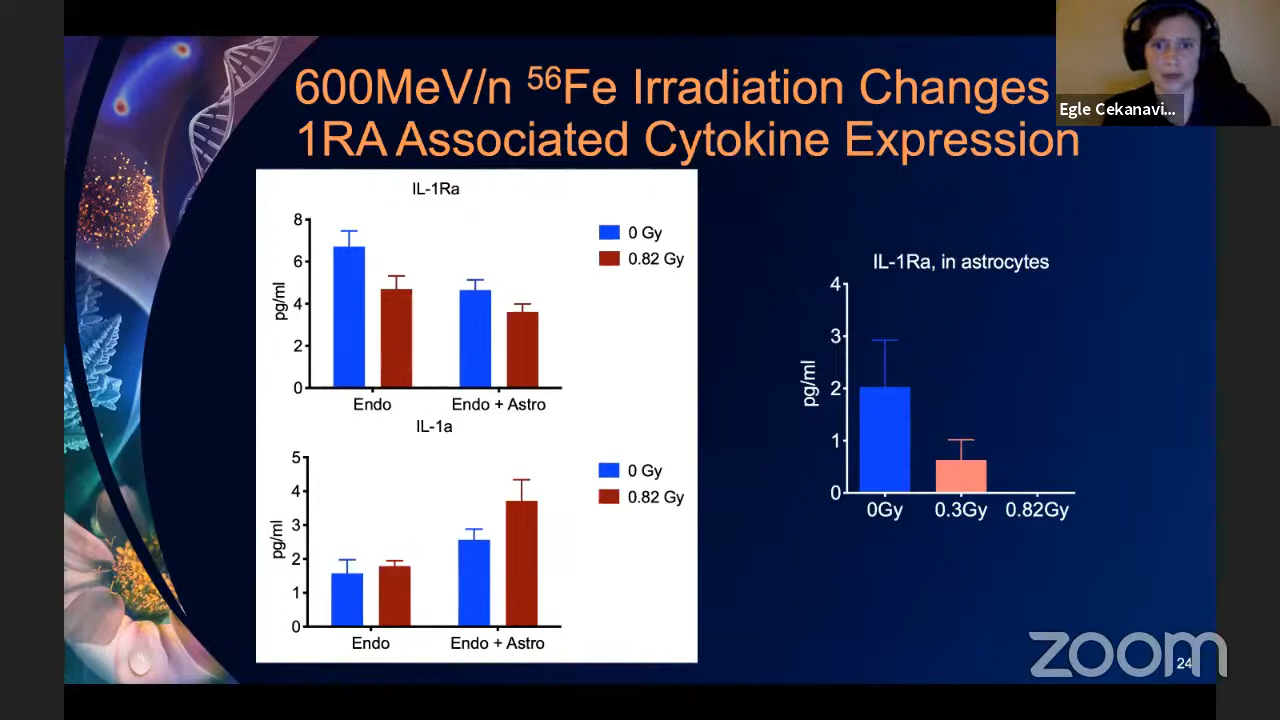 600MeV/n ⁵⁶Fe Irradiation Changes
1RA Associated Cytokine Expression
Egle Cekanavi...
IL-1Ra
8
6
4
2
0
pg/ml
Endo
Endo + Astro
0 Gy
0.82 Gy
IL-1a
5
4
3
2
1
0
pg/ml
Endo
Endo + Astro
0 Gy
0.82 Gy
IL-1Ra, in astrocytes
4
3
2
1
0
pg/ml
0Gy 0.3Gy 0.82Gy
zoom
24